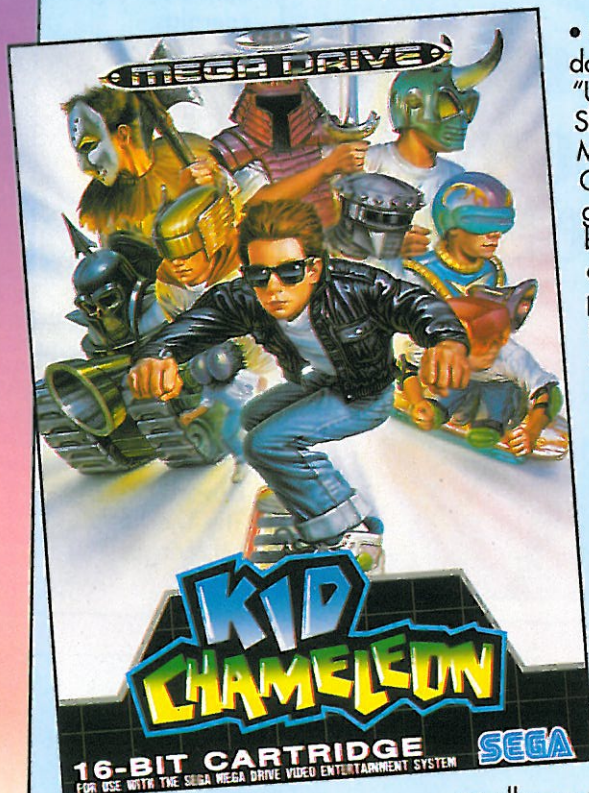 MEGA DRIVE
KID
CHAMELEON
16-BIT CARTRIDGE
FOR USE WITH THE SEGA MEGA DRIVE VIDEO ENTERTAINMENT SYSTEM
SEGA
•
"U
S
M